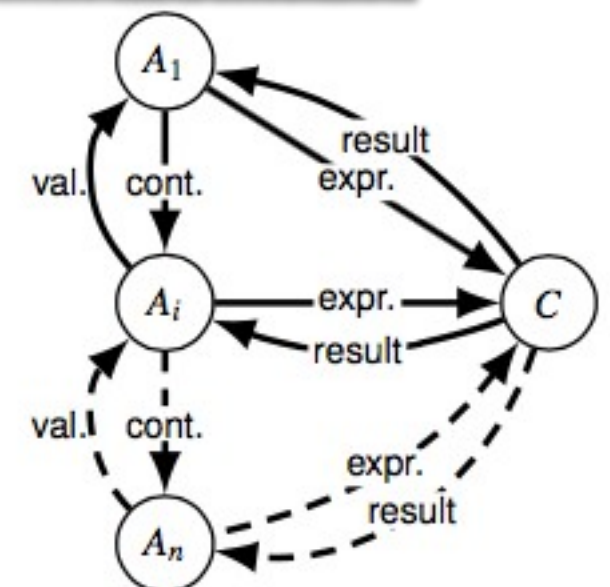 A1
result
val.
cont.
expr.
Ai
expr.
C
result
val.
cont.
expr.
result
An